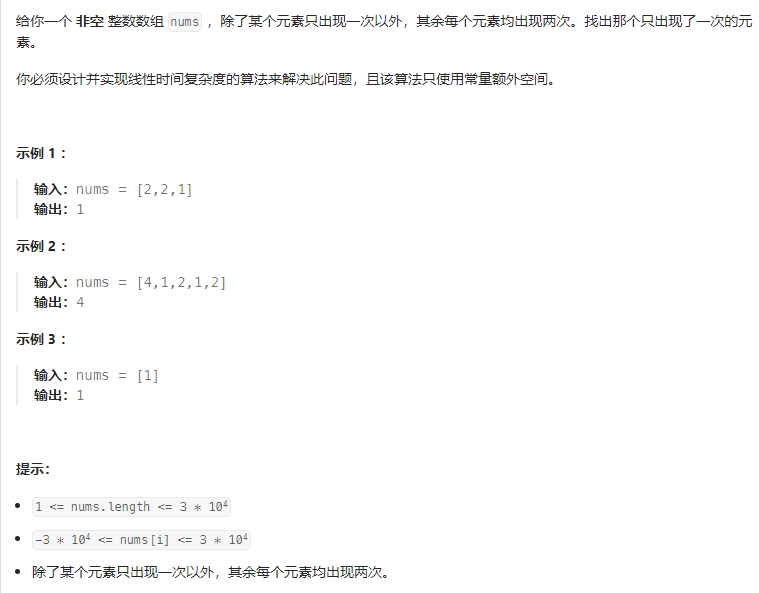 给你一个 非空 整数数组 nums ，除了某个元素只出现一次以外，其余每个元素均出现两次。找出那个只出现了一次的元
素。
你必须设计并实现线性时间复杂度的算法来解决此问题，且该算法只使用常量额外空间。
示例 1 ：
输入：nums = [2,2,1]
输出：1
示例 2 ：
输入：nums = [4,1,2,1,2]
输出：4
示例 3 ：
输入：nums = [1]
输出：1
提示：
• 1 <= nums.length <= 3 * 10⁴
• -3 * 10⁴ <= nums[i] <= 3 * 10⁴
• 除了某个元素只出现一次以外，其余每个元素均出现两次。